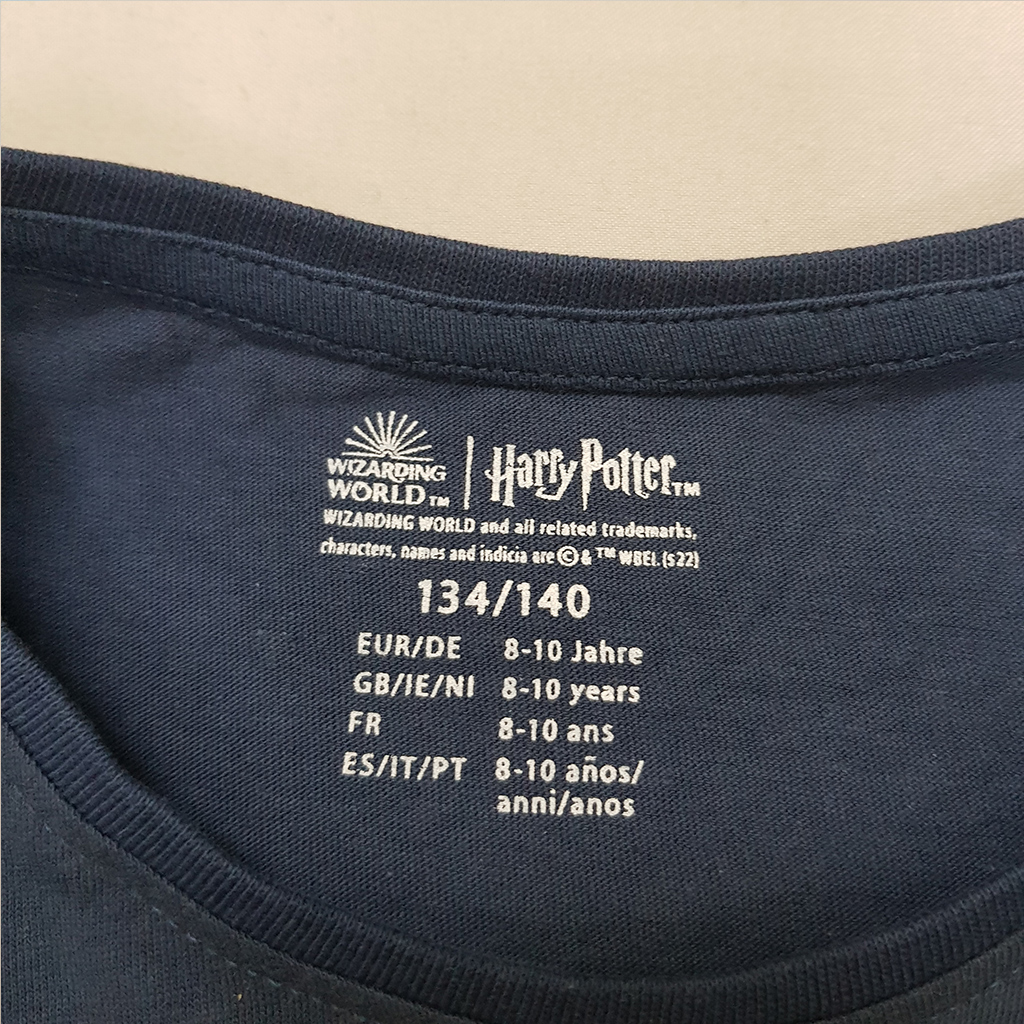 WIZARDING
WORLD™ | Harry Potter™
WIZARDING WORLD and all related trademarks,
characters, names and indicia are © & ™ WBEI. (s22)
134/140
EUR/DE 8-10 Jahre
GB/IE/NI 8-10 years
FR 8-10 ans
ES/IT/PT 8-10 años/
anni/anos